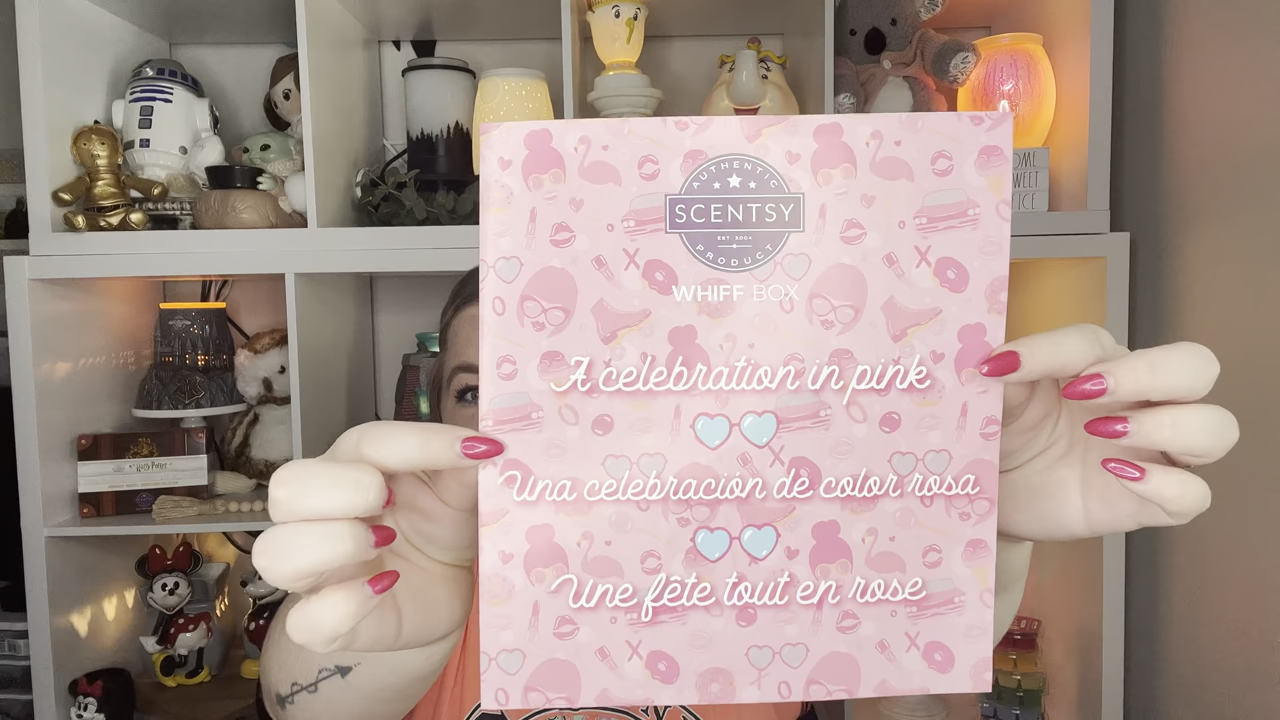 AUTHENTIC
SCENTSY
EST 2004
PRODUCT
WHIFF BOX
A celebration in pink
Una celebración de color rosa
Une fête tout en rose
Harry Potter